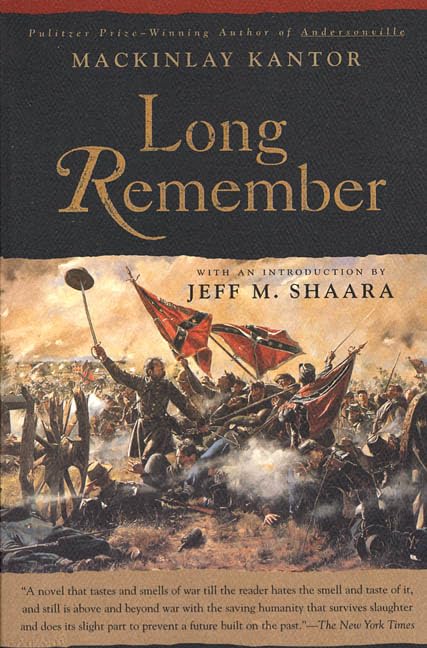 Pulitzer Prize–Winning Author of Andersonville
MACKINLAY KANTOR
Long
Remember
WITH AN INTRODUCTION BY
JEFF M. SHAARA
“A novel that tastes and smells of war till the reader hates the smell and taste of it,
and still is above and beyond war with the saving humanity that survives slaughter
and does its slight part to prevent a future built on the past.”—The New York Times